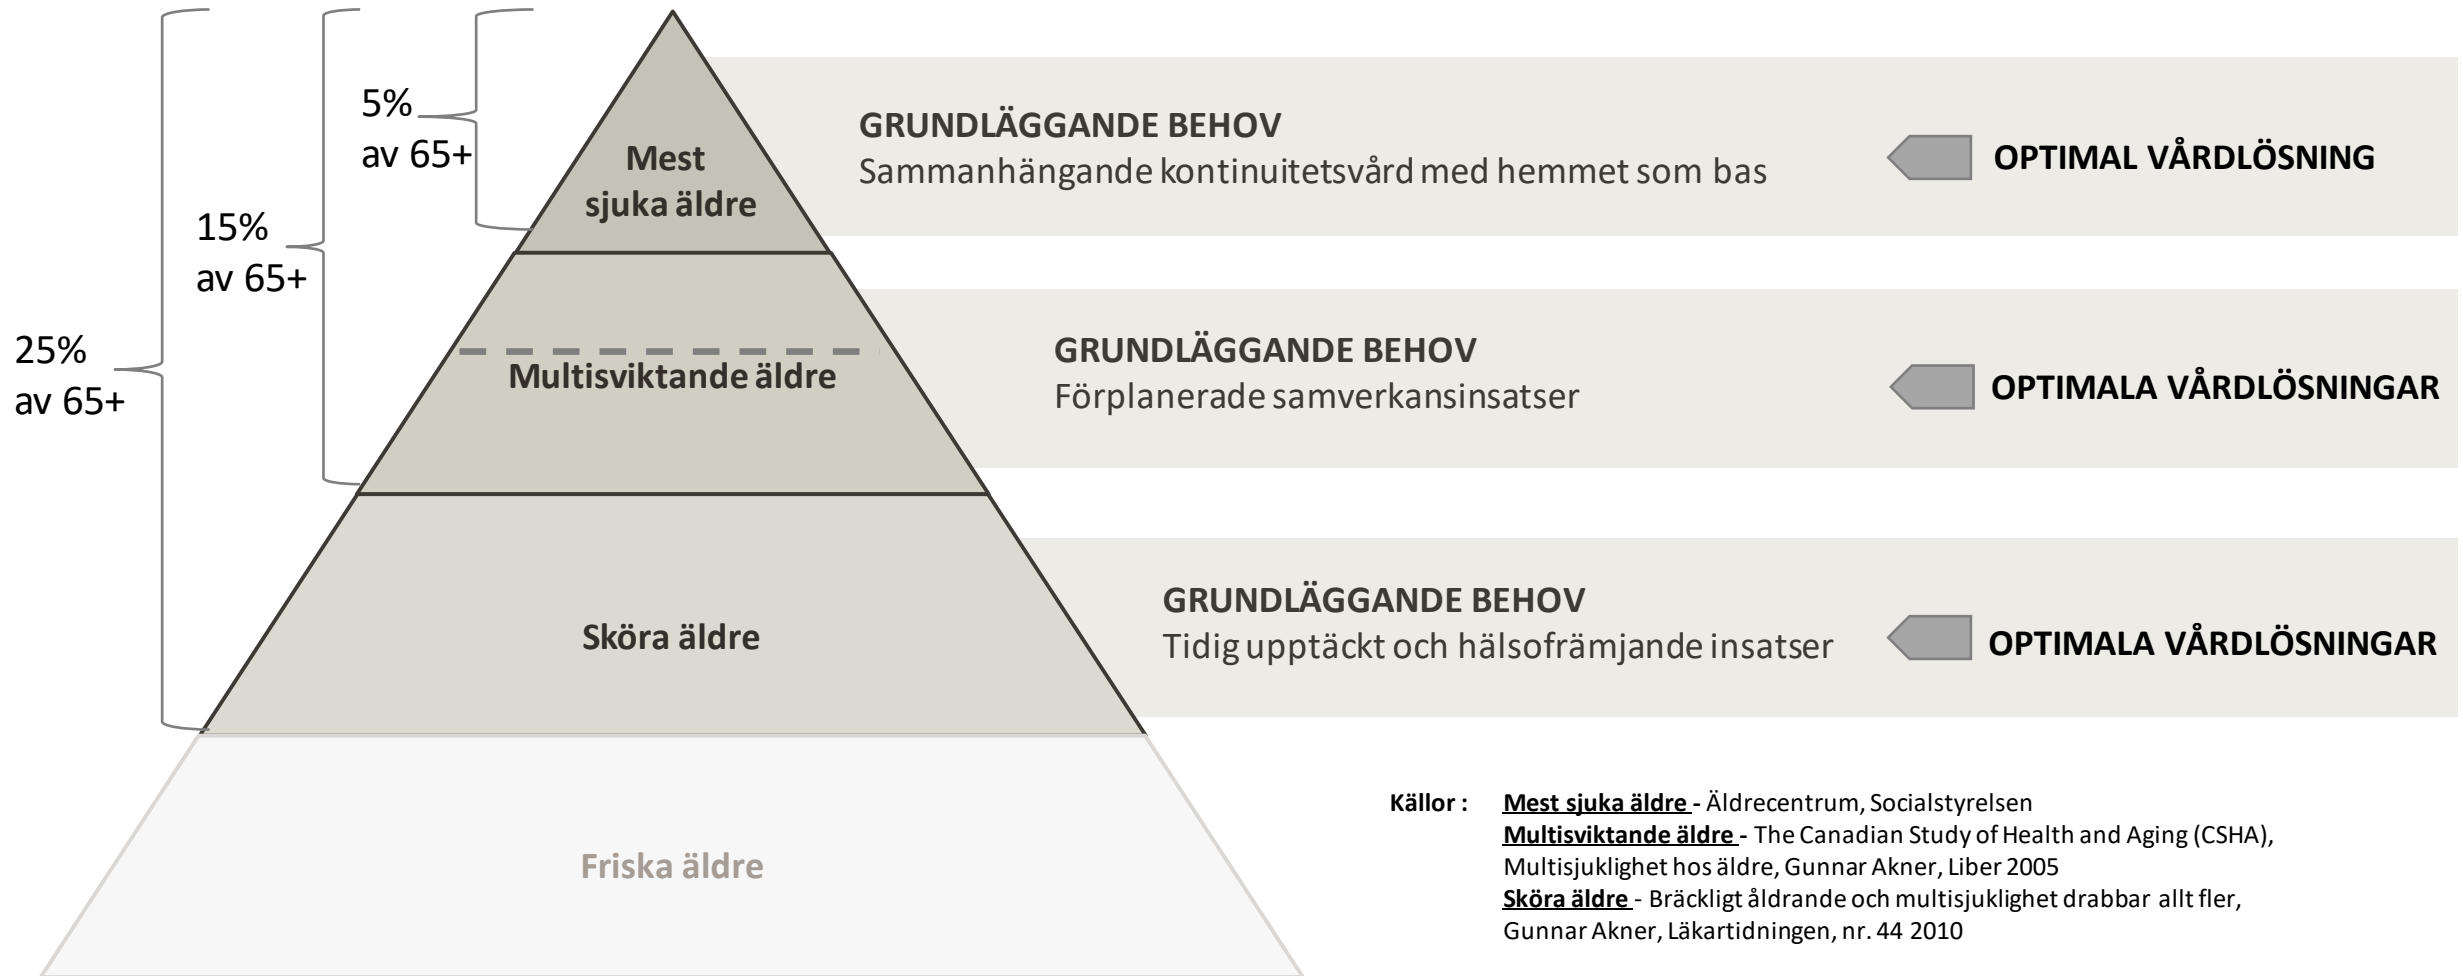 5%
av 65+
15%
av 65+
25%
av 65+
Mest
sjuka äldre
GRUNDLÄGGANDE BEHOV
Sammanhängande kontinuitetsvård med hemmet som bas
OPTIMAL VÅRDLÖSNING
Multisviktande äldre
GRUNDLÄGGANDE BEHOV
Förplanerade samverkansinsatser
OPTIMALA VÅRDLÖSNINGAR
Sköra äldre
GRUNDLÄGGANDE BEHOV
Tidig upptäckt och hälsofrämjande insatser
OPTIMALA VÅRDLÖSNINGAR
Friska äldre
Källor : Mest sjuka äldre - Äldrecentrum, Socialstyrelsen
Multisviktande äldre - The Canadian Study of Health and Aging (CSHA),
Multisjuklighet hos äldre, Gunnar Akner, Liber 2005
Sköra äldre - Bräckligt åldrande och multisjuklighet drabbar allt fler,
Gunnar Akner, Läkartidningen, nr. 44 2010